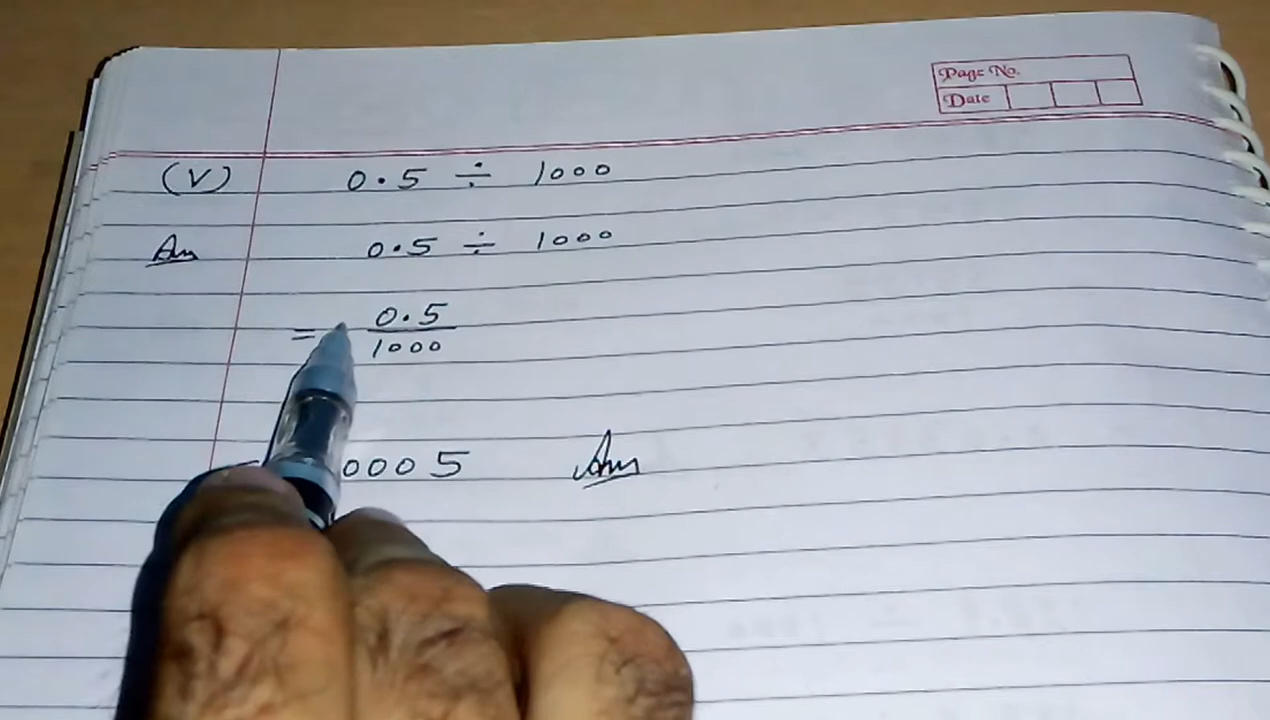 Page No.
Date
(V) 0.5 ÷ 1000
Ans 0.5 ÷ 1000
= 0.5
1000
0005 Ans